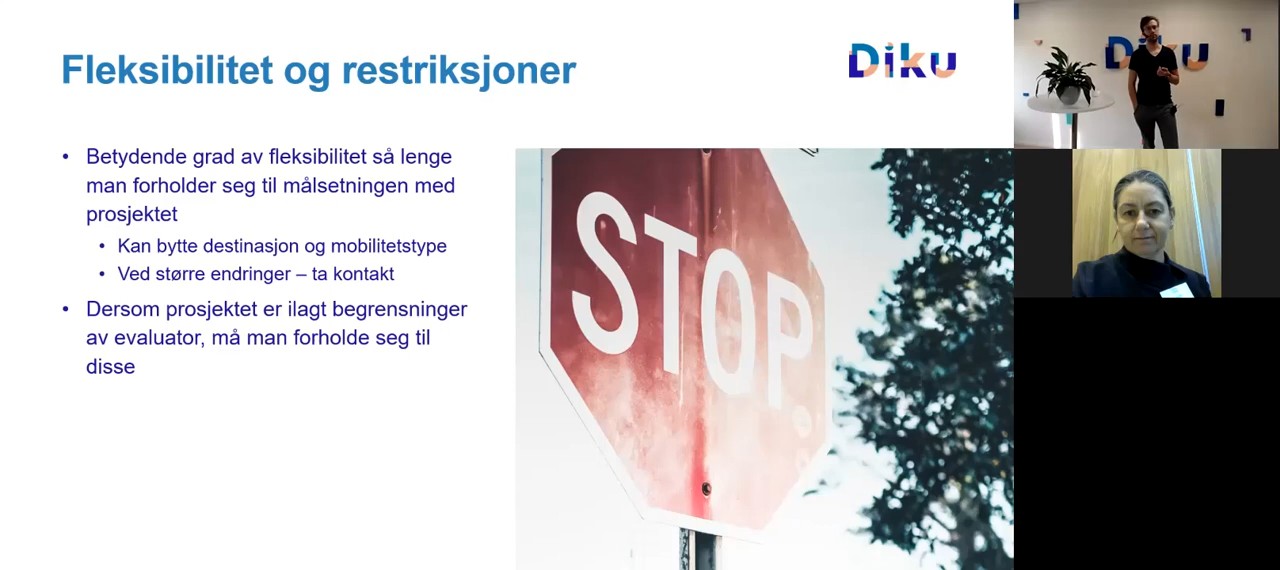 Fleksibilitet og restriksjoner
Diku
• Betydende grad av fleksibilitet så lenge
man forholder seg til målsetningen med
prosjektet
• Kan bytte destinasjon og mobilitetstype
• Ved større endringer – ta kontakt
• Dersom prosjektet er ilagt begrensninger
av evaluator, må man forholde seg til
disse
STOP
Diku